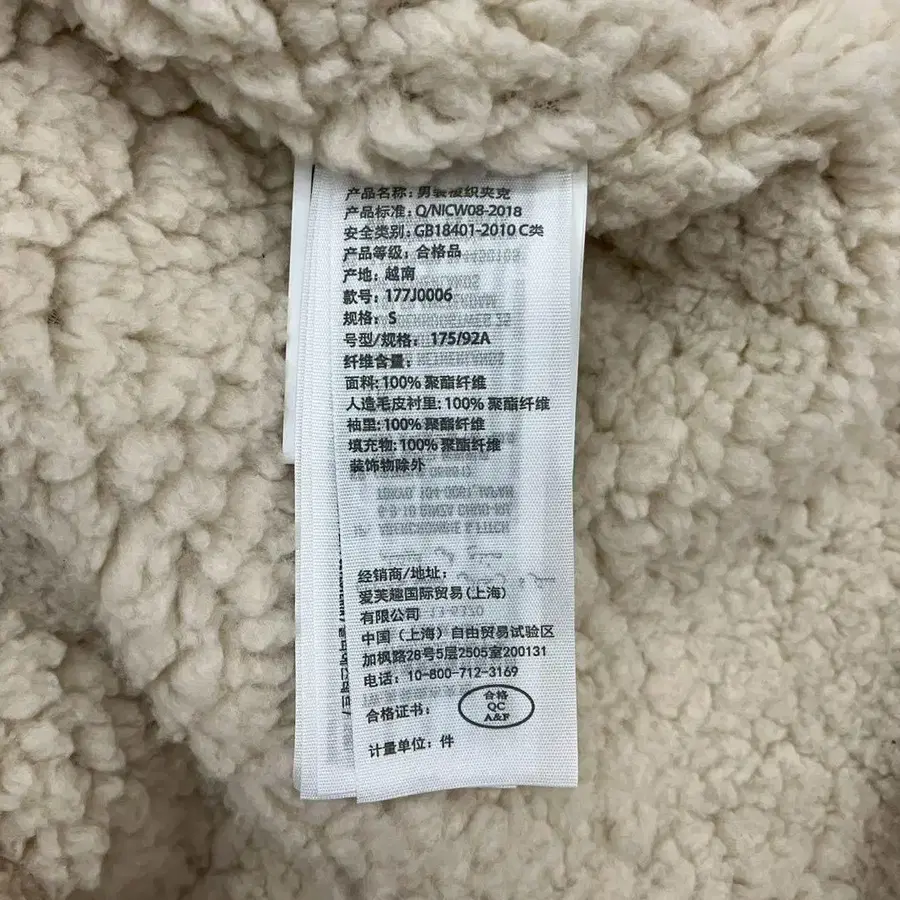 产品名称: 男装梭织夹克
产品标准: Q/NICW08-2018
安全类别: GB18401-2010 C类
产品等级: 合格品
产地: 越南
款号: 177J0006
规格: S
号型/规格: 175/92A
纤维含量:
面料: 100% 聚酯纤维
人造毛皮衬里: 100% 聚酯纤维
袖里: 100% 聚酯纤维
填充物: 100% 聚酯纤维
装饰物除外
经销商/地址:
爱芙趣国际贸易(上海)
有限公司
中国（上海）自由贸易试验区
加枫路28号5层2505室200131
电话: 10-800-712-3169
合格证书:
合格
QC
A&F
计量单位: 件